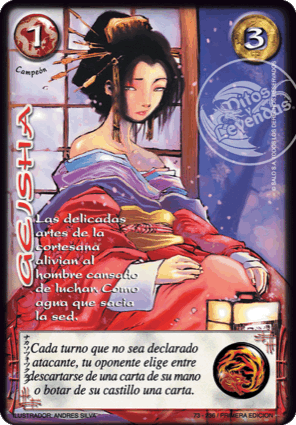 1
3
Campeón
Mitos
y
Leyendas
GEISHA
Las delicadas
artes de la
cortesana
alivian al
hombre cansado
de luchan Como
agua que sacia
la sed.
Cada turno que no sea declarado
atacante, tu oponente elige entre
descartarse de una carta de su mano
o botar de su castillo una carta.
ILUSTRADOR: ANDRES SILVA
PRIMERA EDICION